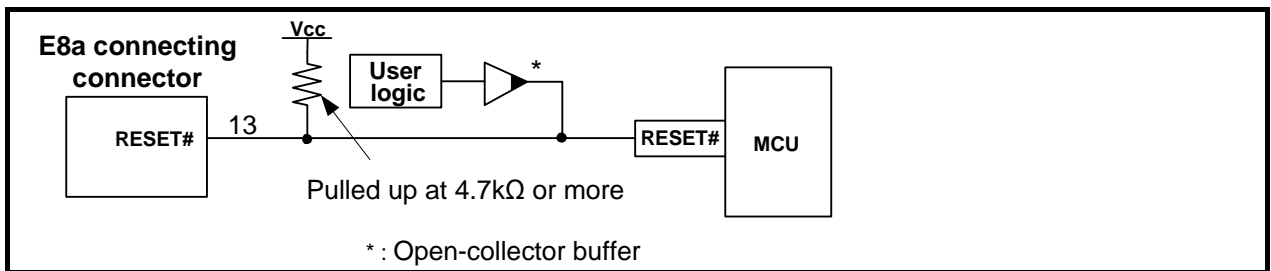 Vcc
E8a connecting
connector
User
logic
*
RESET#
13
RESET#
MCU
Pulled up at 4.7kΩ or more
* : Open-collector buffer